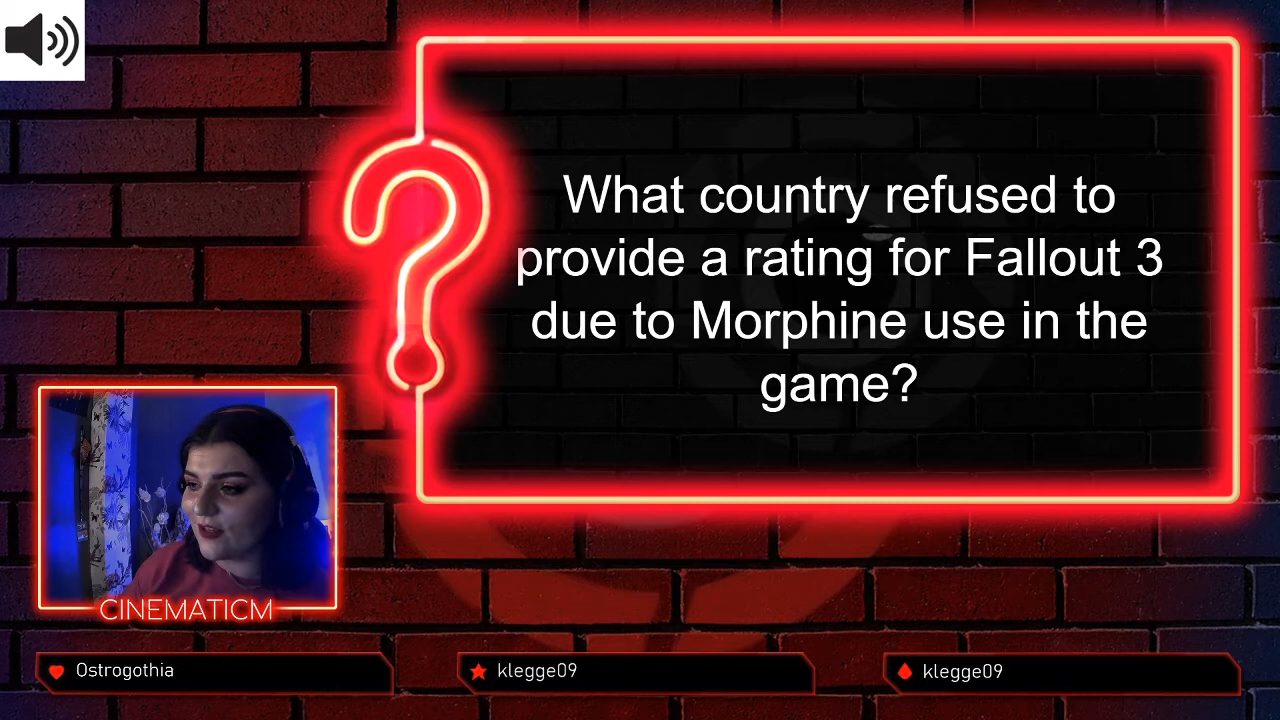 What country refused to
provide a rating for Fallout 3
due to Morphine use in the
game?
CINEMATICM
Ostrogothia
klegge09
klegge09